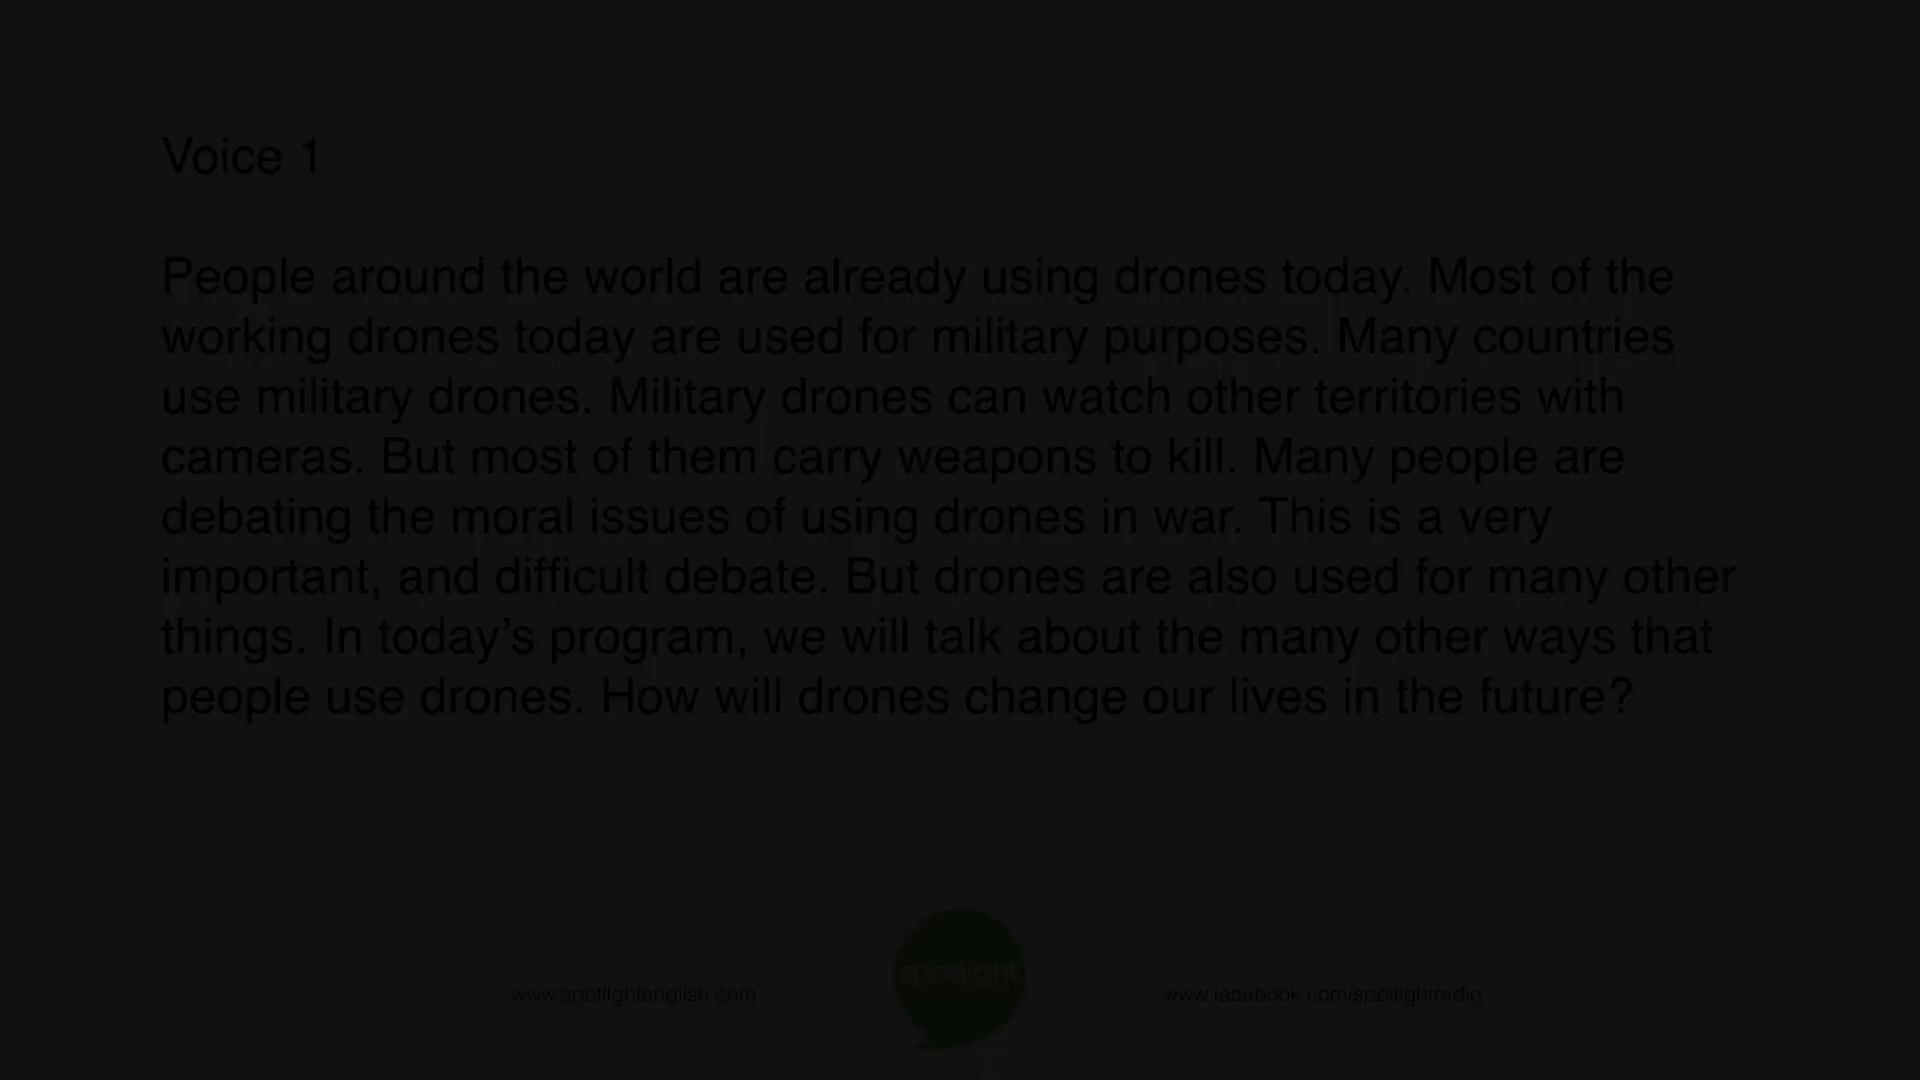 Voice 1
People around the world are already using drones today. Most of the
working drones today are used for military purposes. Many countries
use military drones. Military drones can watch other territories with
cameras. But most of them carry weapons to kill. Many people are
debating the moral issues of using drones in war. This is a very
important, and difficult debate. But drones are also used for many other
things. In today’s program, we will talk about the many other ways that
people use drones. How will drones change our lives in the future?
spotlight
www.spotlightenglish.com
www.facebook.com/spotlightradio